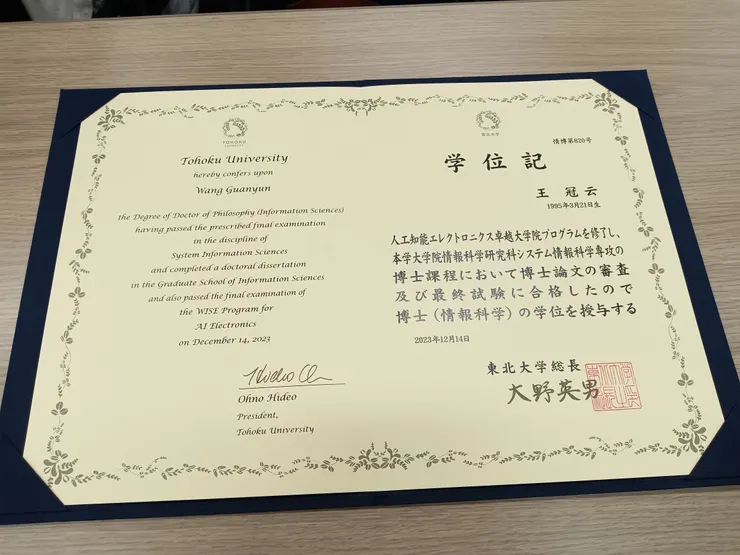 TOHOKU
UNIVERSITY
Tohoku University
hereby confers upon
Wang Guanyun
the Degree of Doctor of Philosophy (Information Sciences)
having passed the prescribed final examination
in the discipline of
System Information Sciences
and completed a doctoral dissertation
in the Graduate School of Information Sciences
and also passed the final examination of
the WISE Program for
AI Electronics
on December 14, 2023
Ohno Hideo
President,
Tohoku University
東北大学
情博第826号
学位記
王 冠云
1995年3月21日生
人工知能エレクトロニクス卓越大学院プログラムを修了し、
本学大学院情報科学研究科システム情報科学専攻の
博士課程において博士論文の審査
及び最終試験に合格したので
博士(情報科学)の学位を授与する
2023年12月14日
東北大学総長
大野英男